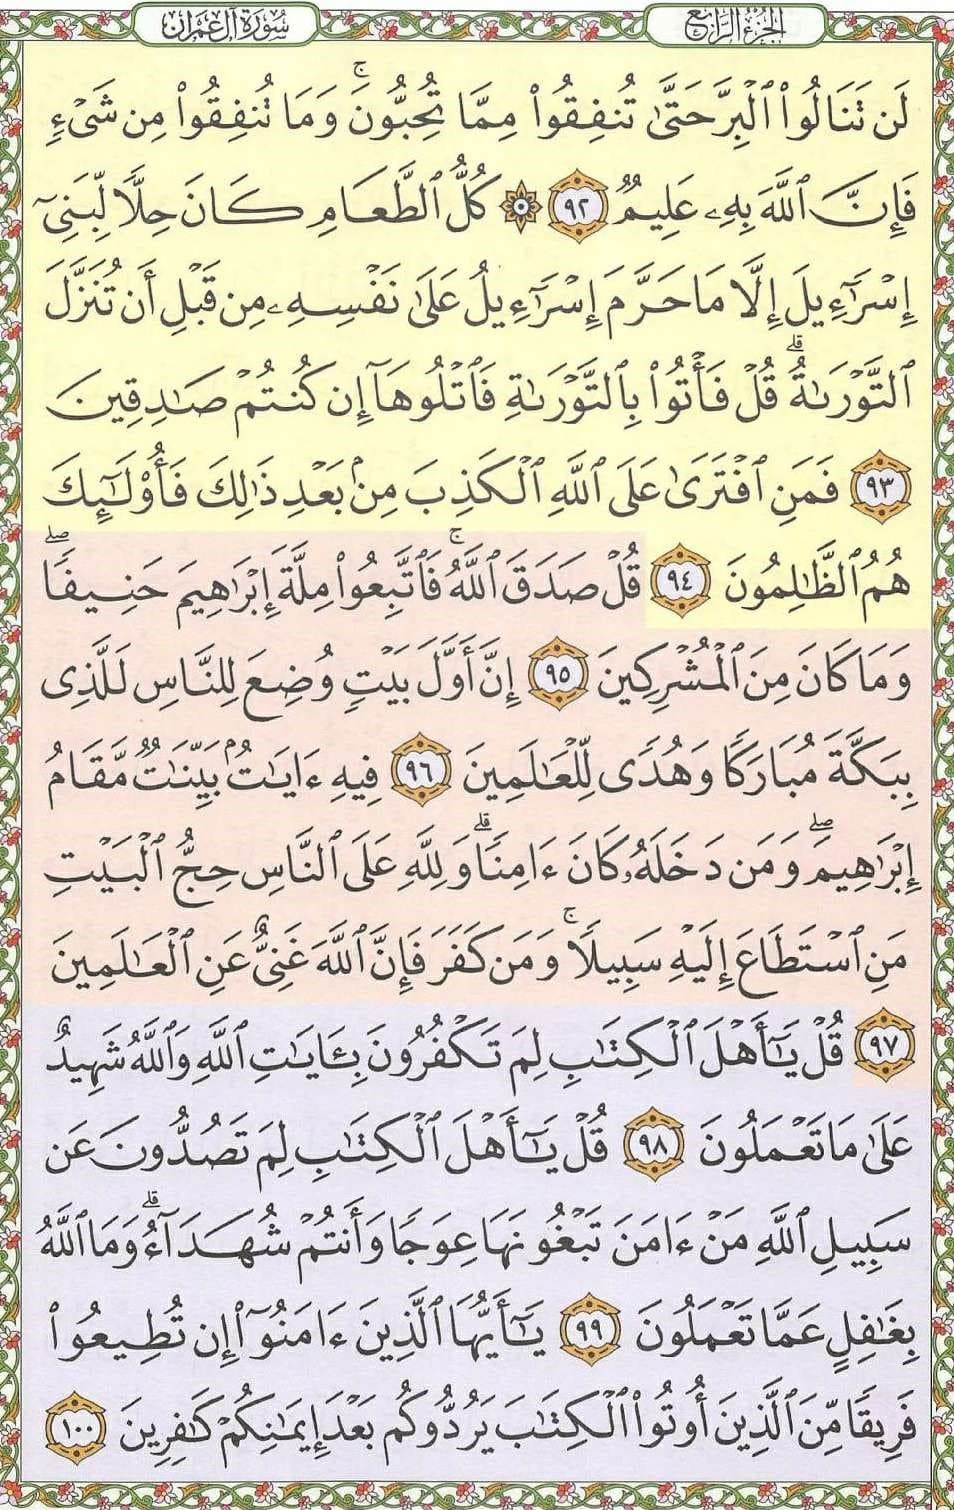 الجزء الرابع
سورة آل عمران
لَن تَنَالُوا۟ ٱلْبِرَّ حَتَّىٰ تُنفِقُوا۟ مِمَّا تُحِبُّونَ ۚ وَمَا تُنفِقُوا۟ مِن شَىْءٍ
فَإِنَّ ٱللَّهَ بِهِۦ عَلِيمٌ ٩٢ ۞ كُلُّ ٱلطَّعَامِ كَانَ حِلًّا لِّبَنِىٓ
إِسْرَٰٓءِيلَ إِلَّا مَا حَرَّمَ إِسْرَٰٓءِيلُ عَلَىٰ نَفْسِهِۦ مِن قَبْلِ أَن تُنَزَّلَ
ٱلتَّوْرَىٰةُ ۗ قُلْ فَأْتُوا۟ بِٱلتَّوْرَىٰةِ فَٱتْلُوهَآ إِن كُنتُمْ صَـٰدِقِينَ
٩٣ فَمَنِ ٱفْتَرَىٰ عَلَى ٱللَّهِ ٱلْكَذِبَ مِنۢ بَعْدِ ذَٰلِكَ فَأُو۟لَـٰٓئِكَ
هُمُ ٱلظَّـٰلِمُونَ ٩٤ قُلْ صَدَقَ ٱللَّهُ ۚ فَٱتَّبِعُوا۟ مِلَّةَ إِبْرَٰهِيمَ حَنِيفًا ۖ
وَمَا كَانَ مِنَ ٱلْمُشْرِكِينَ ٩٥ إِنَّ أَوَّلَ بَيْتٍ وُضِعَ لِلنَّاسِ لَلَّذِى
بِبَكَّةَ مُبَارَكًا وَهُدًى لِّلْعَـٰلَمِينَ ٩٦ فِيهِ ءَايَـٰتٌۢ بَيِّنَـٰتٌ مَّقَامُ
إِبْرَٰهِيمَ ۖ وَمَن دَخَلَهُۥ كَانَ ءَامِنًا ۗ وَلِلَّهِ عَلَى ٱلنَّاسِ حِجُّ ٱلْبَيْتِ
مَنِ ٱسْتَطَاعَ إِلَيْهِ سَبِيلًا ۚ وَمَن كَفَرَ فَإِنَّ ٱللَّهَ غَنِىٌّ عَنِ ٱلْعَـٰلَمِينَ
٩٧ قُلْ يَـٰٓأَهْلَ ٱلْكِتَـٰبِ لِمَ تَكْفُرُونَ بِـَٔايَـٰتِ ٱللَّهِ وَٱللَّهُ شَهِيدٌ
عَلَىٰ مَا تَعْمَلُونَ ٩٨ قُلْ يَـٰٓأَهْلَ ٱلْكِتَـٰبِ لِمَ تَصُدُّونَ عَن
سَبِيلِ ٱللَّهِ مَنْ ءَامَنَ تَبْغُونَهَا عِوَجًا وَأَنتُمْ شُهَدَآءُ ۗ وَمَا ٱللَّهُ
بِغَـٰفِلٍ عَمَّا تَعْمَلُونَ ٩٩ يَـٰٓأَيُّهَا ٱلَّذِينَ ءَامَنُوٓا۟ إِن تُطِيعُوا۟
فَرِيقًا مِّنَ ٱلَّذِينَ أُوتُوا۟ ٱلْكِتَـٰبَ يَرُدُّوكُم بَعْدَ إِيمَـٰنِكُمْ كَـٰفِرِينَ ١٠٠